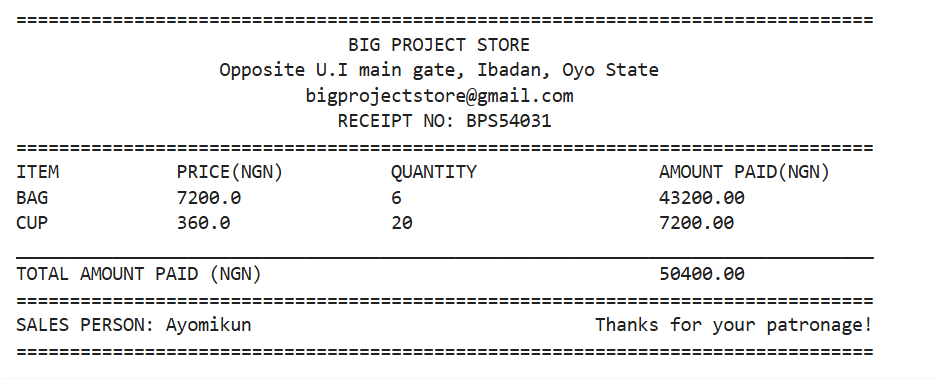 ================================================================================
BIG PROJECT STORE
Opposite U.I main gate, Ibadan, Oyo State
bigprojectstore@gmail.com
RECEIPT NO: BPS54031
================================================================================
ITEM PRICE(NGN) QUANTITY AMOUNT PAID(NGN)
BAG 7200.0 6 43200.00
CUP 360.0 20 7200.00
________________________________________________________________________________
TOTAL AMOUNT PAID (NGN) 50400.00
================================================================================
SALES PERSON: Ayomikun Thanks for your patronage!
================================================================================